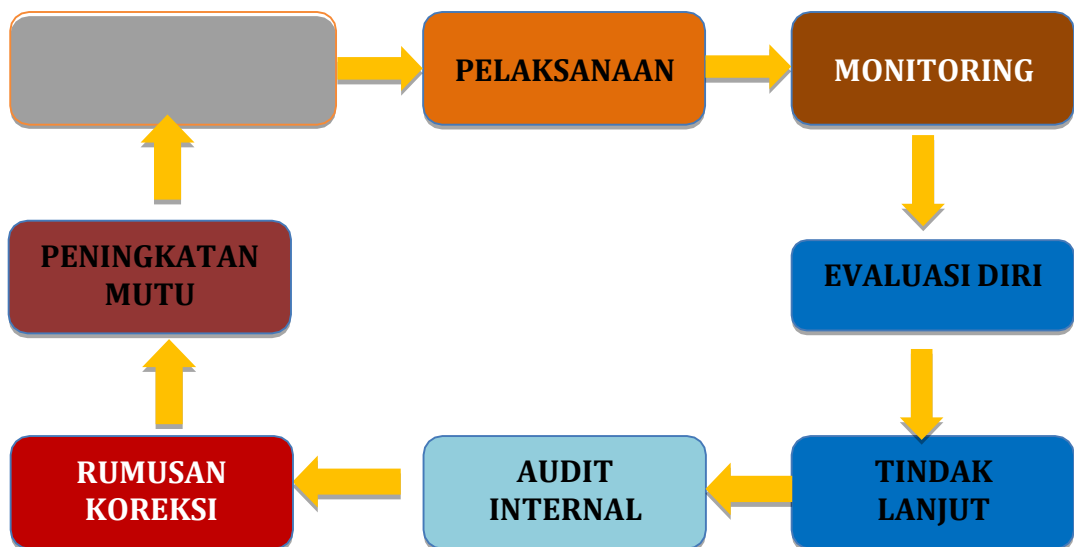 PELAKSANAAN
MONITORING
PENINGKATAN
MUTU
EVALUASI DIRI
RUMUSAN
KOREKSI
AUDIT
INTERNAL
TINDAK
LANJUT